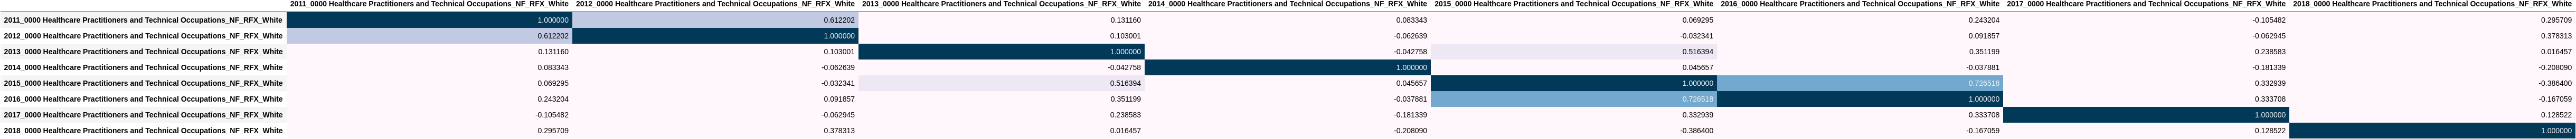 2011_0000 Healthcare Practitioners and Technical Occupations_NF_RFX_White 2012_0000 Healthcare Practitioners and Technical Occupations_NF_RFX_White 2013_0000 Healthcare Practitioners and Technical Occupations_NF_RFX_White 2014_0000 Healthcare Practitioners and Technical Occupations_NF_RFX_White 2015_0000 Healthcare Practitioners and Technical Occupations_NF_RFX_White 2016_0000 Healthcare Practitioners and Technical Occupations_NF_RFX_White 2017_0000 Healthcare Practitioners and Technical Occupations_NF_RFX_White 2018_0000 Healthcare Practitioners and Technical Occupations_NF_RFX_White
2011_0000 Healthcare Practitioners and Technical Occupations_NF_RFX_White 1.000000 0.612202 0.131160 0.083343 0.069295 0.243204 -0.105482 0.295709
2012_0000 Healthcare Practitioners and Technical Occupations_NF_RFX_White 0.612202 1.000000 0.103001 -0.062639 -0.032341 0.091857 -0.062945 0.378313
2013_0000 Healthcare Practitioners and Technical Occupations_NF_RFX_White 0.131160 0.103001 1.000000 -0.042758 0.516394 0.351199 0.238583 0.016457
2014_0000 Healthcare Practitioners and Technical Occupations_NF_RFX_White 0.083343 -0.062639 -0.042758 1.000000 0.045657 -0.037881 -0.181339 -0.208090
2015_0000 Healthcare Practitioners and Technical Occupations_NF_RFX_White 0.069295 -0.032341 0.516394 0.045657 1.000000 0.726518 0.332939 -0.386400
2016_0000 Healthcare Practitioners and Technical Occupations_NF_RFX_White 0.243204 0.091857 0.351199 -0.037881 0.726518 1.000000 0.333708 -0.167059
2017_0000 Healthcare Practitioners and Technical Occupations_NF_RFX_White -0.105482 -0.062945 0.238583 -0.181339 0.332939 0.333708 1.000000 0.128522
2018_0000 Healthcare Practitioners and Technical Occupations_NF_RFX_White 0.295709 0.378313 0.016457 -0.208090 -0.386400 -0.167059 0.128522 1.000000